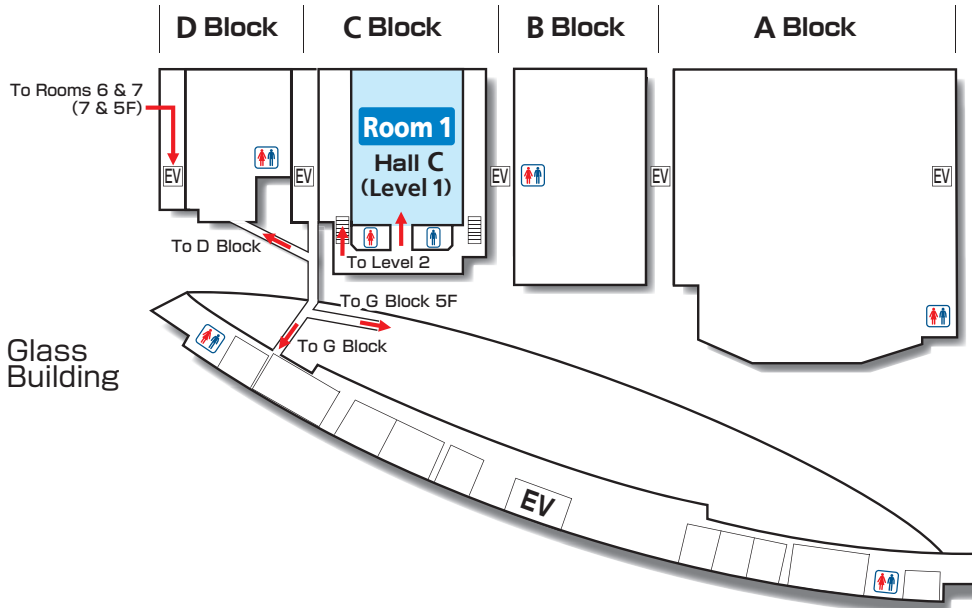 D Block
C Block
B Block
A Block
To Rooms 6 & 7
(7 & 5F)
Room 1
Hall C
(Level 1)
EV
EV
EV
EV
EV
To D Block
To Level 2
To G Block 5F
To G Block
Glass
Building
EV